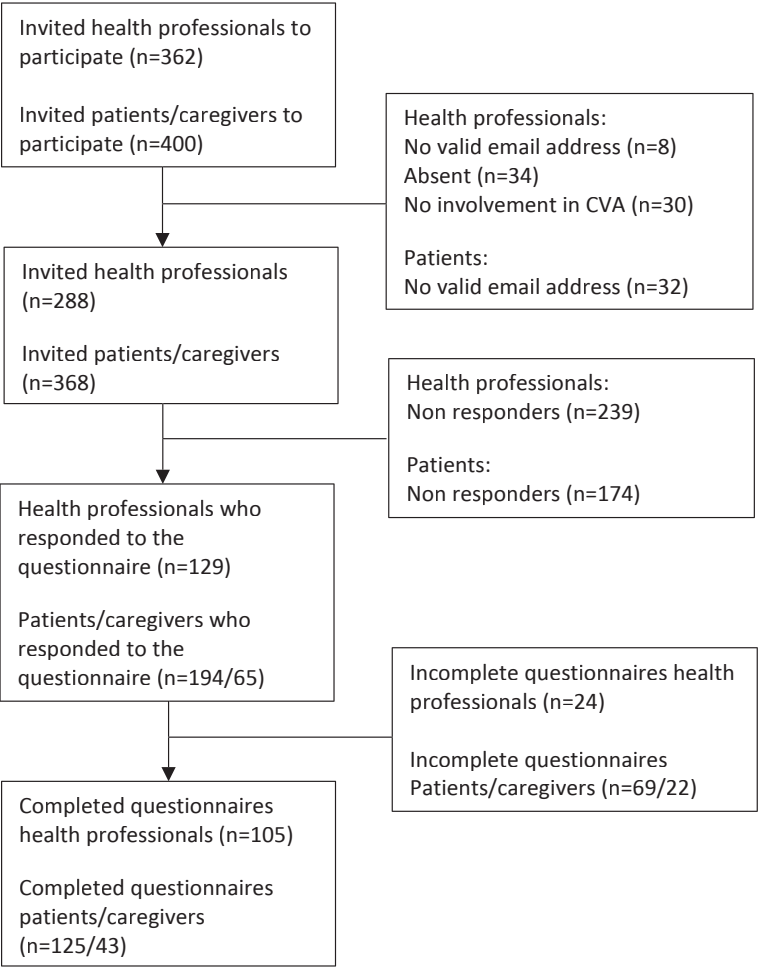 Invited health professionals to
participate (n=362)
Invited patients/caregivers to
participate (n=400)
Health professionals:
No valid email address (n=8)
Absent (n=34)
No involvement in CVA (n=30)
Patients:
No valid email address (n=32)
Invited health professionals
(n=288)
Invited patients/caregivers
(n=368)
Health professionals:
Non responders (n=239)
Patients:
Non responders (n=174)
Health professionals who
responded to the
questionnaire (n=129)
Patients/caregivers who
responded to the
questionnaire (n=194/65)
Incomplete questionnaires health
professionals (n=24)
Incomplete questionnaires
Patients/caregivers (n=69/22)
Completed questionnaires
health professionals (n=105)
Completed questionnaires
patients/caregivers
(n=125/43)